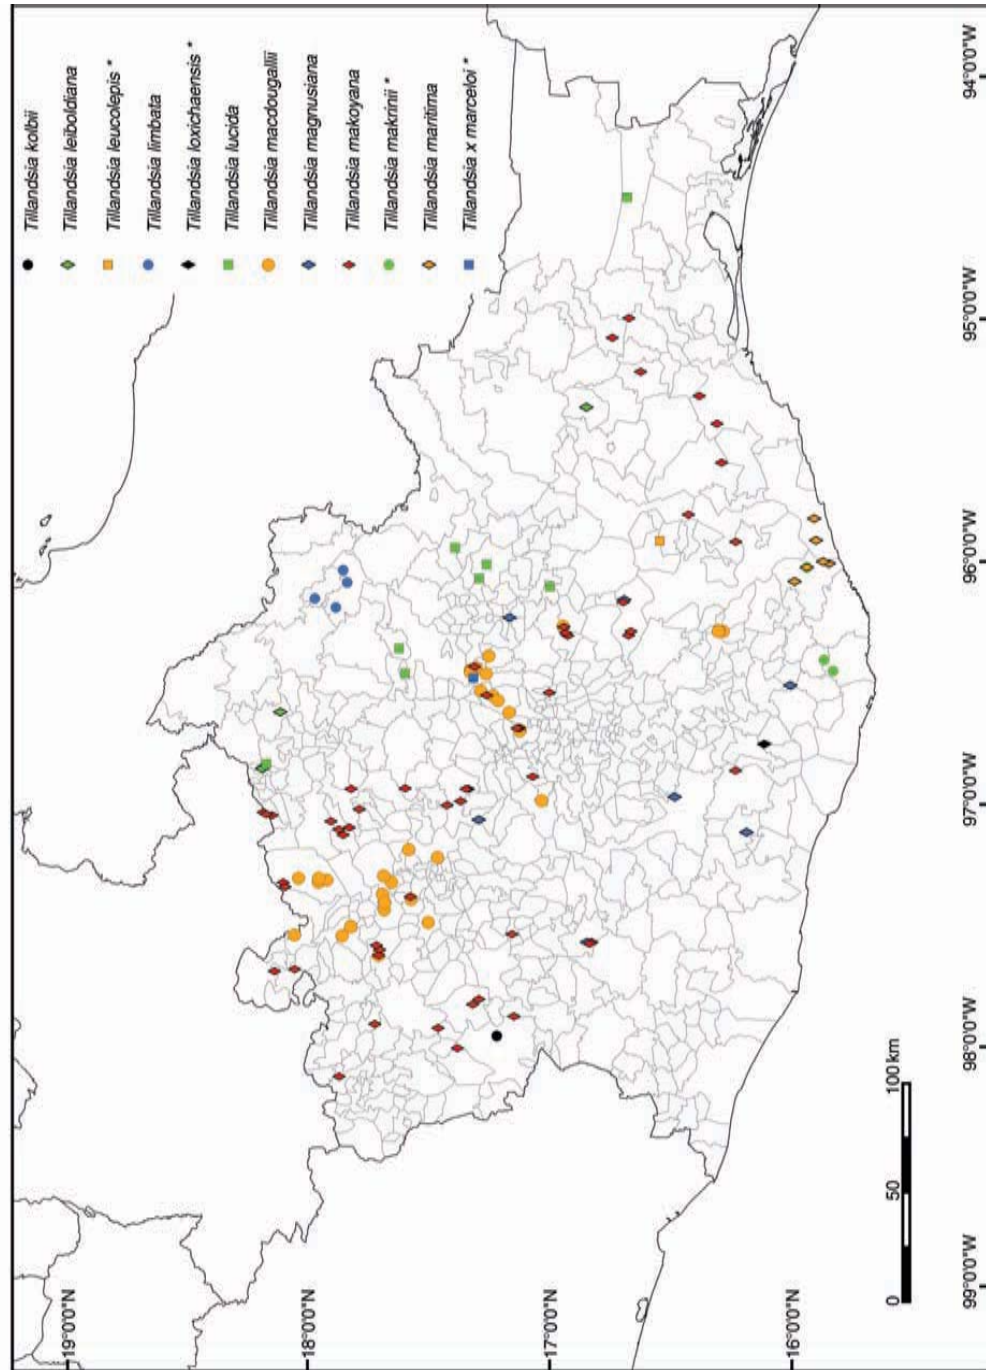 Tillandsia kolbii
Tillandsia leiboldiana
Tillandsia leucolepis *
Tillandsia limbata
Tillandsia loxichaensis *
Tillandsia lucida
Tillandsia macdougallii
Tillandsia magnusiana
Tillandsia makoyana
Tillandsia makrinii *
Tillandsia maritima
Tillandsia x marceloi *
19°0'0"N
18°0'0"N
17°0'0"N
16°0'0"N
0 50 100 km
99°0'0"W 98°0'0"W 97°0'0"W 96°0'0"W 95°0'0"W 94°0'0"W